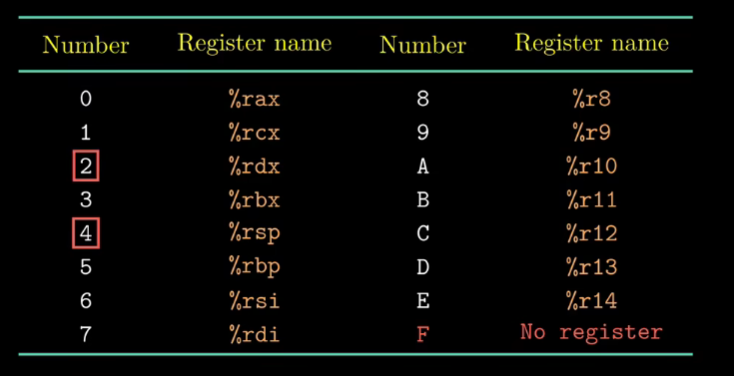 Number Register name Number Register name
0 %rax 8 %r8
1 %rcx 9 %r9
2 %rdx A %r10
3 %rbx B %r11
4 %rsp C %r12
5 %rbp D %r13
6 %rsi E %r14
7 %rdi F No register